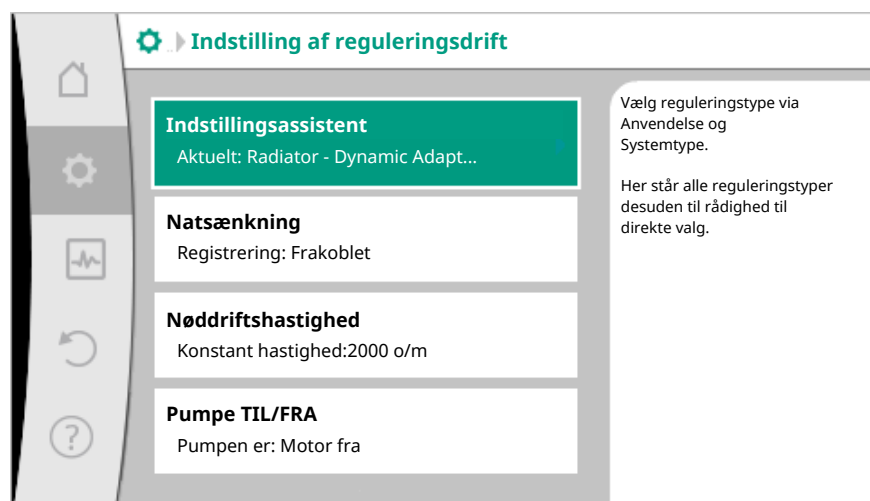 Indstilling af reguleringsdrift
Indstillingsassistent
Aktuelt: Radiator - Dynamic Adapt...
Natsænkning
Registrering: Frakoblet
Nøddriftshastighed
Konstant hastighed:2000 o/m
Pumpe TIL/FRA
Pumpen er: Motor fra
Vælg reguleringstype via
Anvendelse og
Systemtype.
Her står alle reguleringstyper
desuden til rådighed til
direkte valg.